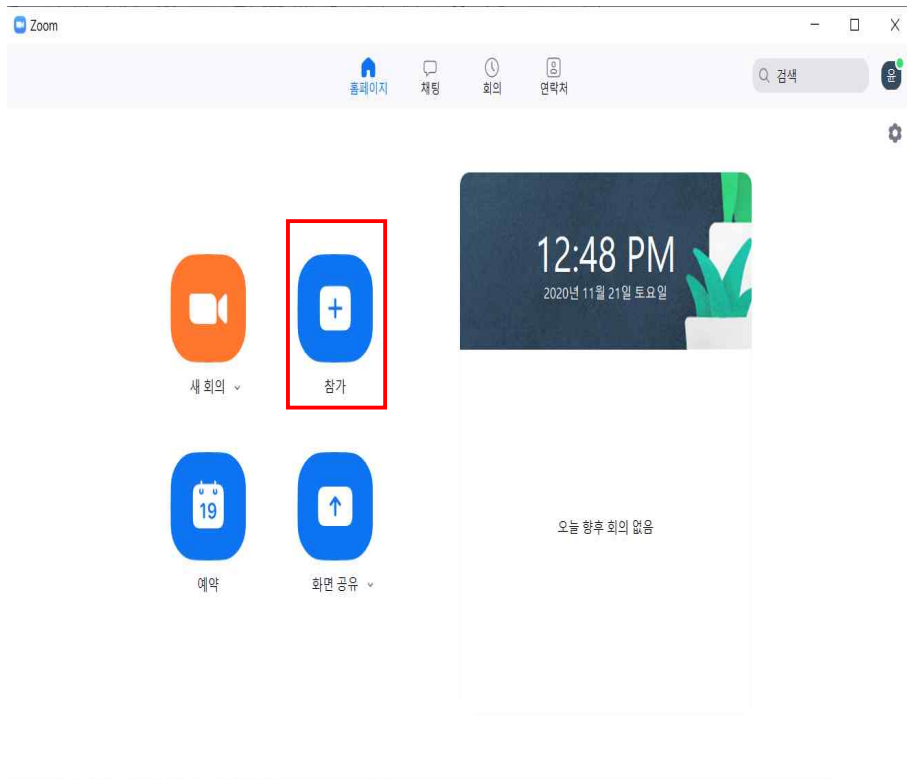 Zoom
홈페이지
채팅
회의
연락처
검색
윤
12:48 PM
2020년 11월 21일 토요일
새 회의
참가
19
예약
화면 공유
오늘 향후 회의 없음